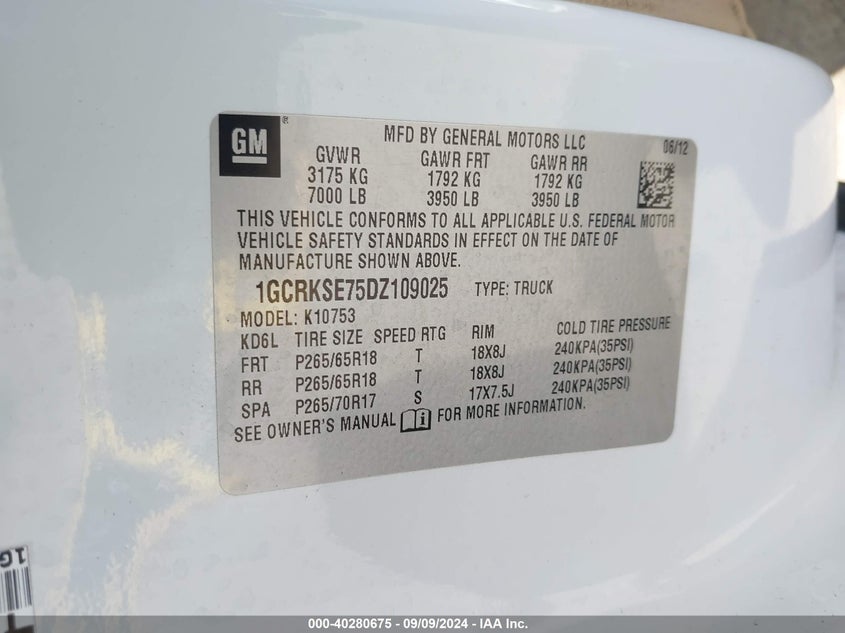 GM ®
MFD BY GENERAL MOTORS LLC 06/12
GVWR GAWR FRT GAWR RR
3175 KG 1792 KG 1792 KG
7000 LB 3950 LB 3950 LB
THIS VEHICLE CONFORMS TO ALL APPLICABLE U.S. FEDERAL MOTOR
VEHICLE SAFETY STANDARDS IN EFFECT ON THE DATE OF
MANUFACTURE SHOWN ABOVE.
1GCRKSE75DZ109025 TYPE: TRUCK
MODEL: K10753
KD6L TIRE SIZE SPEED RTG RIM COLD TIRE PRESSURE
FRT P265/65R18 T 18X8J 240KPA(35PSI)
RR P265/65R18 T 18X8J 240KPA(35PSI)
SPA P265/70R17 S 17X7.5J 240KPA(35PSI)
SEE OWNER'S MANUAL i FOR MORE INFORMATION.
1G
000-40280675 - 09/09/2024 - IAA Inc.